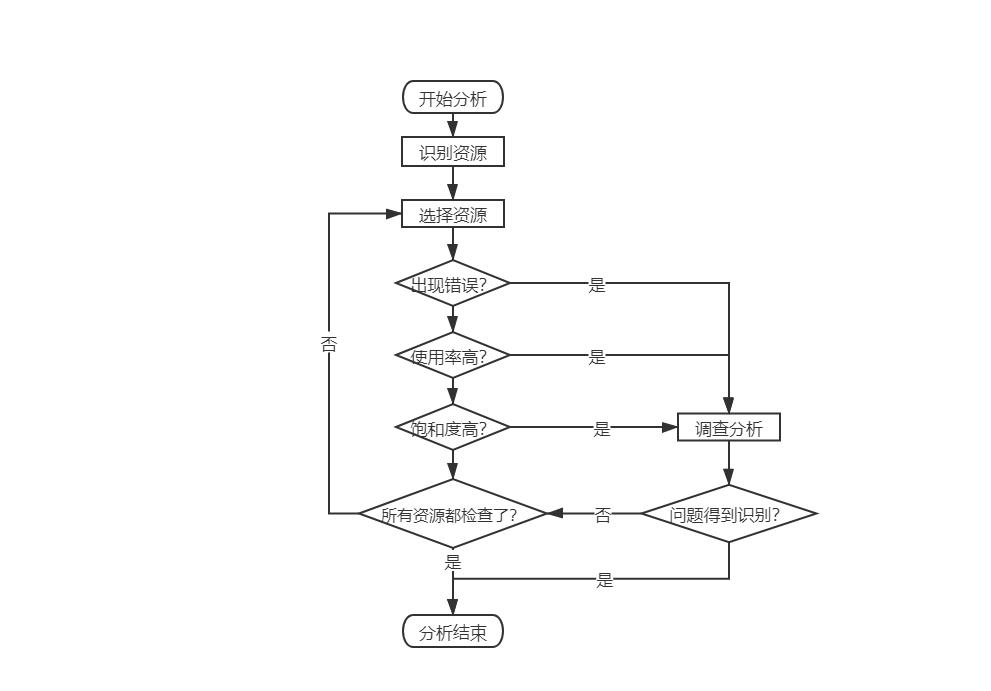 开始分析
识别资源
选择资源
出现错误?
是
使用率高?
是
否
饱和度高?
是
调查分析
所有资源都检查了?
否
问题得到识别?
是
是
分析结束